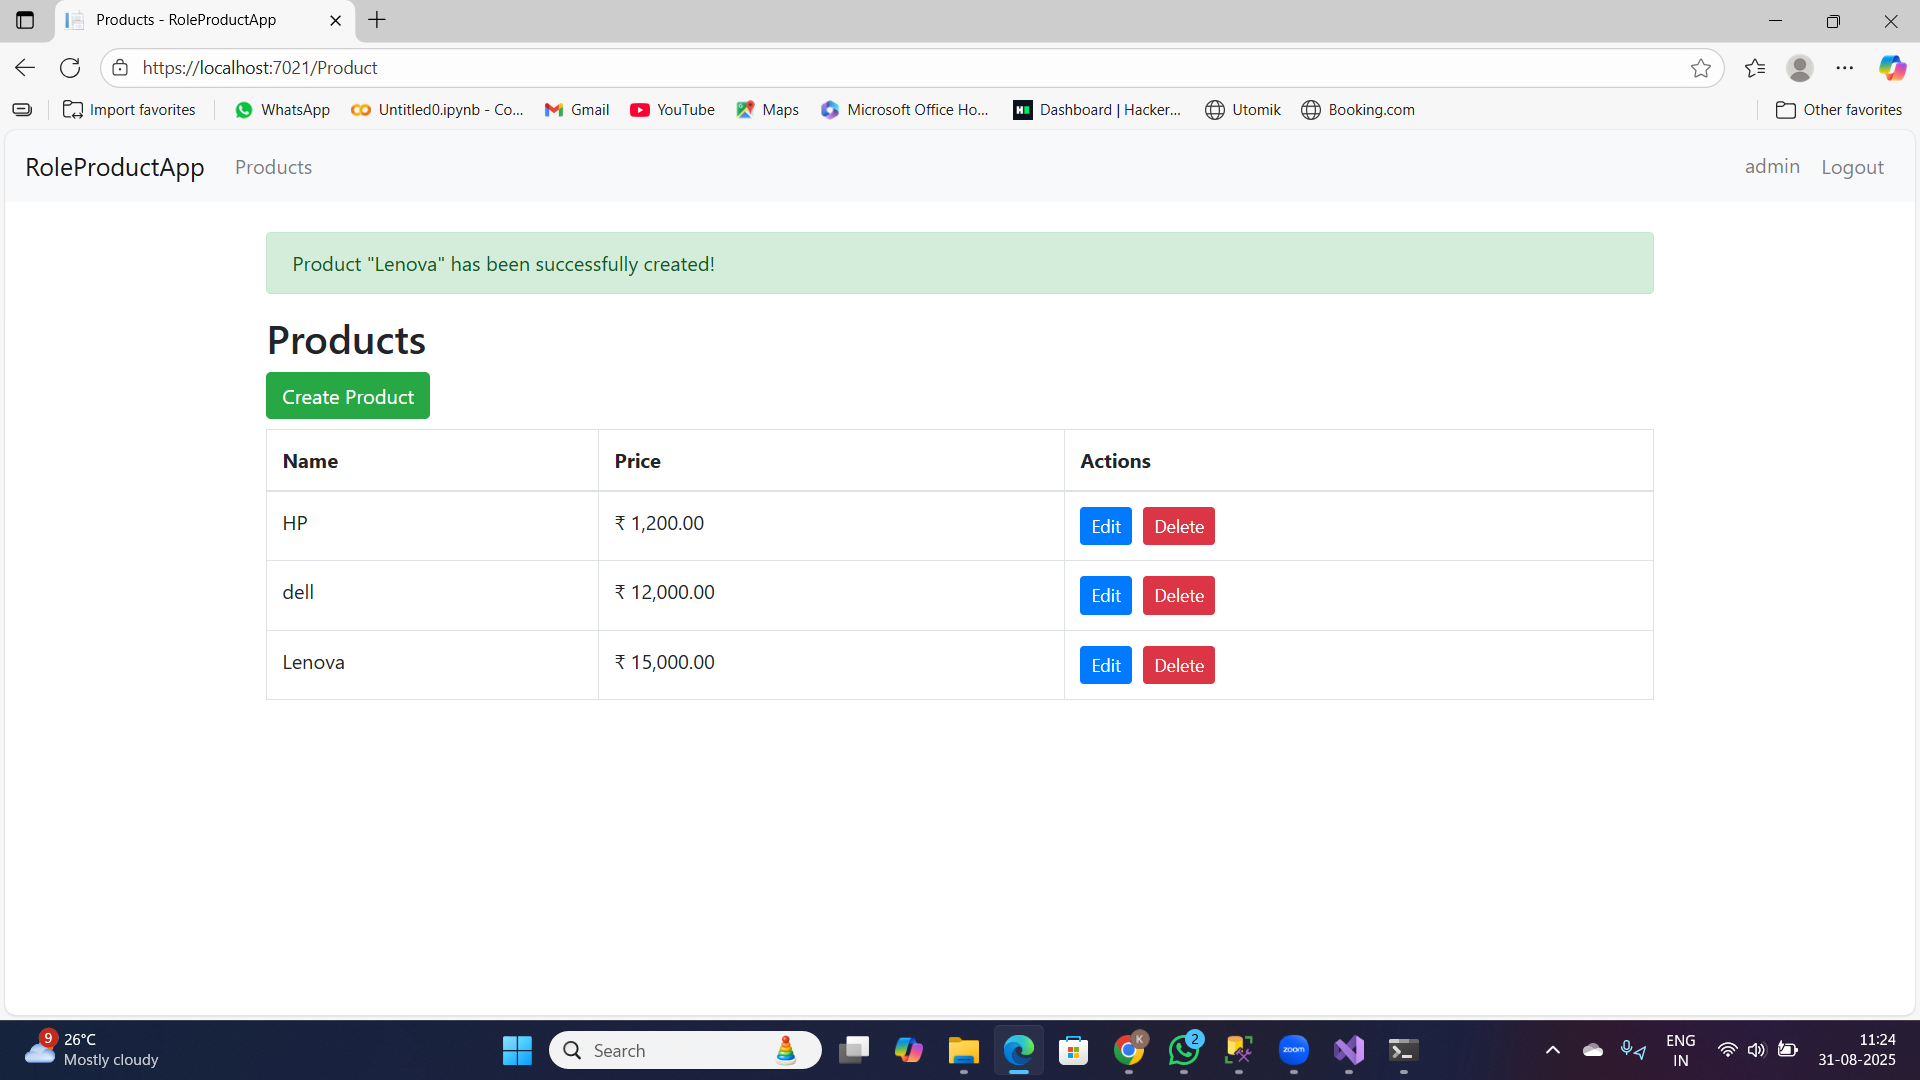 Products - RoleProductApp
https://localhost:7021/Product
Import favorites WhatsApp Untitled0.ipynb - Co... Gmail YouTube Maps Microsoft Office Ho... Dashboard | Hacker... Utomik Booking.com Other favorites
RoleProductApp Products admin Logout
Product "Lenova" has been successfully created!
Products
Create Product
Name Price Actions
HP ₹ 1,200.00 Edit Delete
dell ₹ 12,000.00 Edit Delete
Lenova ₹ 15,000.00 Edit Delete
9 26°C
Mostly cloudy
Search
K
2
zoom
ENG
IN
11:24
31-08-2025